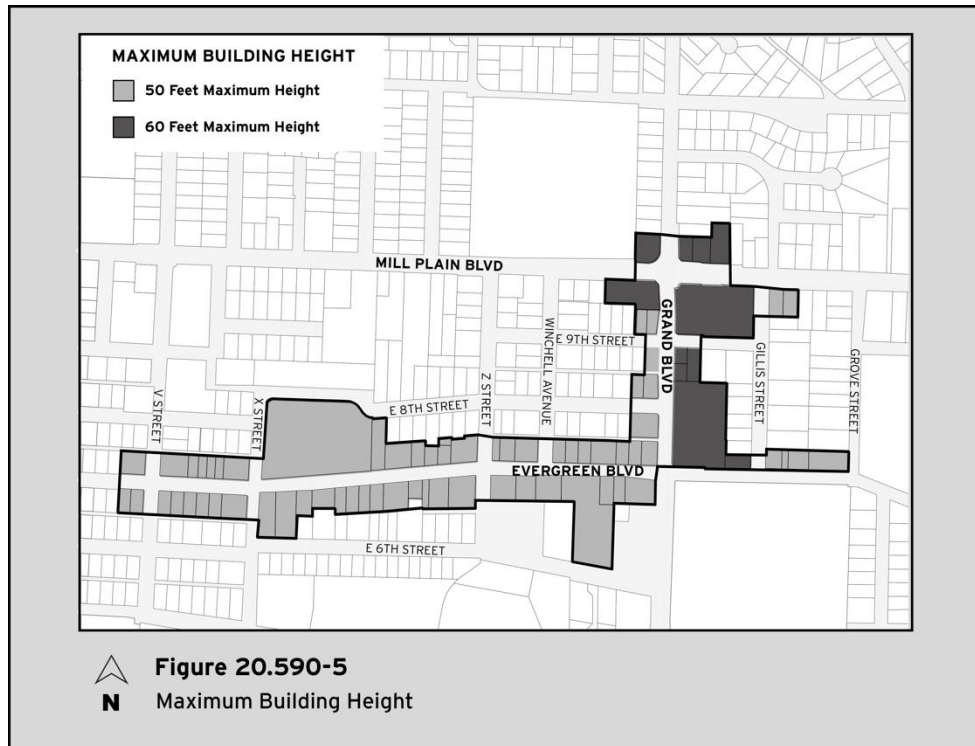 MAXIMUM BUILDING HEIGHT
50 Feet Maximum Height
60 Feet Maximum Height
MILL PLAIN BLVD
GRAND BLVD
WINCHELL AVENUE
E 9TH STREET
GILLIS STREET
GROVE STREET
V STREET
X STREET
E 8TH STREET
Z STREET
EVERGREEN BLVD
E 6TH STREET
Figure 20.590-5
N Maximum Building Height